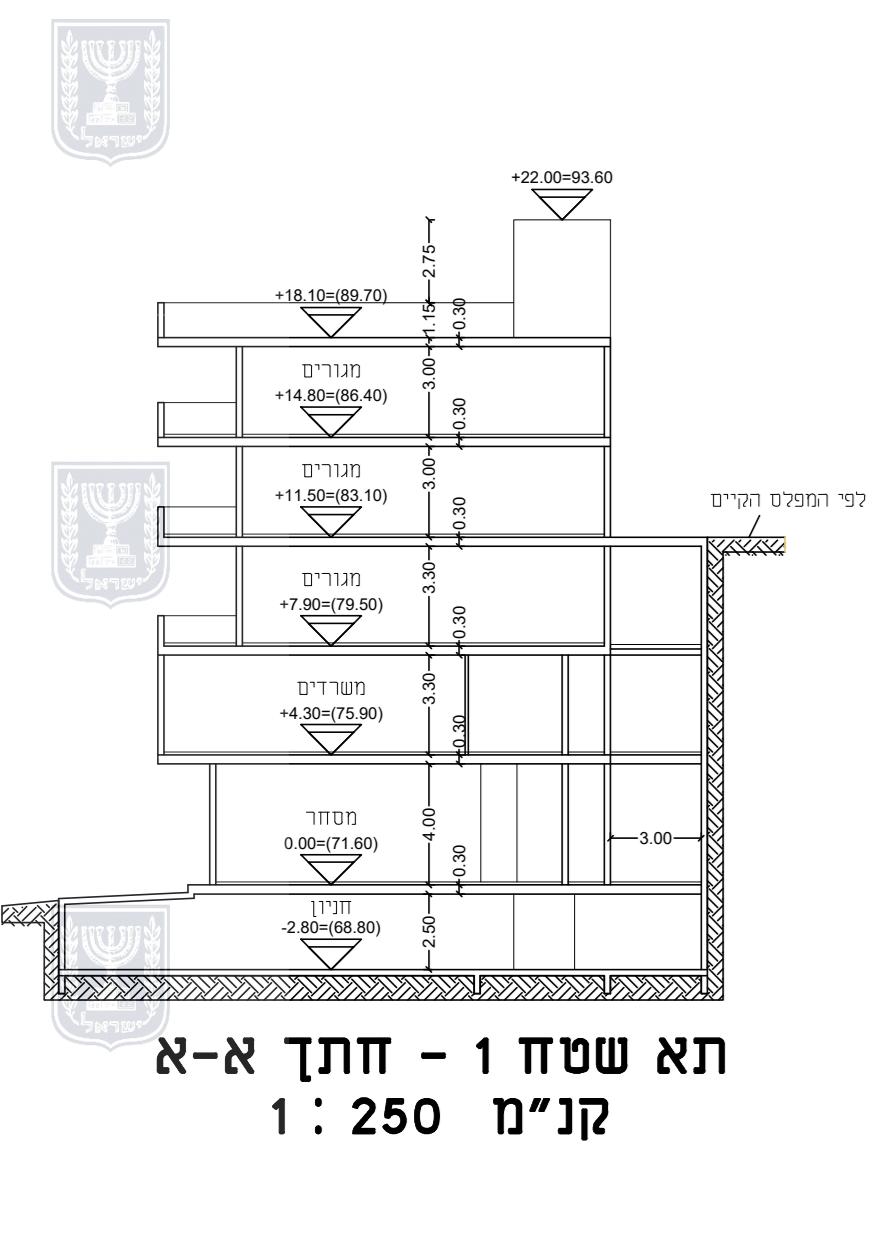 ישראל
+22.00=93.60
2.75
+18.10=(89.70)
1.15
0.30
מגורים
3.00
+14.80=(86.40)
0.30
מגורים
3.00
+11.50=(83.10)
0.30
ישראל
לפי המפלס הקיים
מגורים
3.30
+7.90=(79.50)
0.30
משרדים
3.30
+4.30=(75.90)
0.30
מסחר
4.00
0.00=(71.60)
3.00
0.30
חניון
-2.80=(68.80)
2.50
ישראל
תא שטח 1 - חתך א-א
קנ"מ 250 : 1